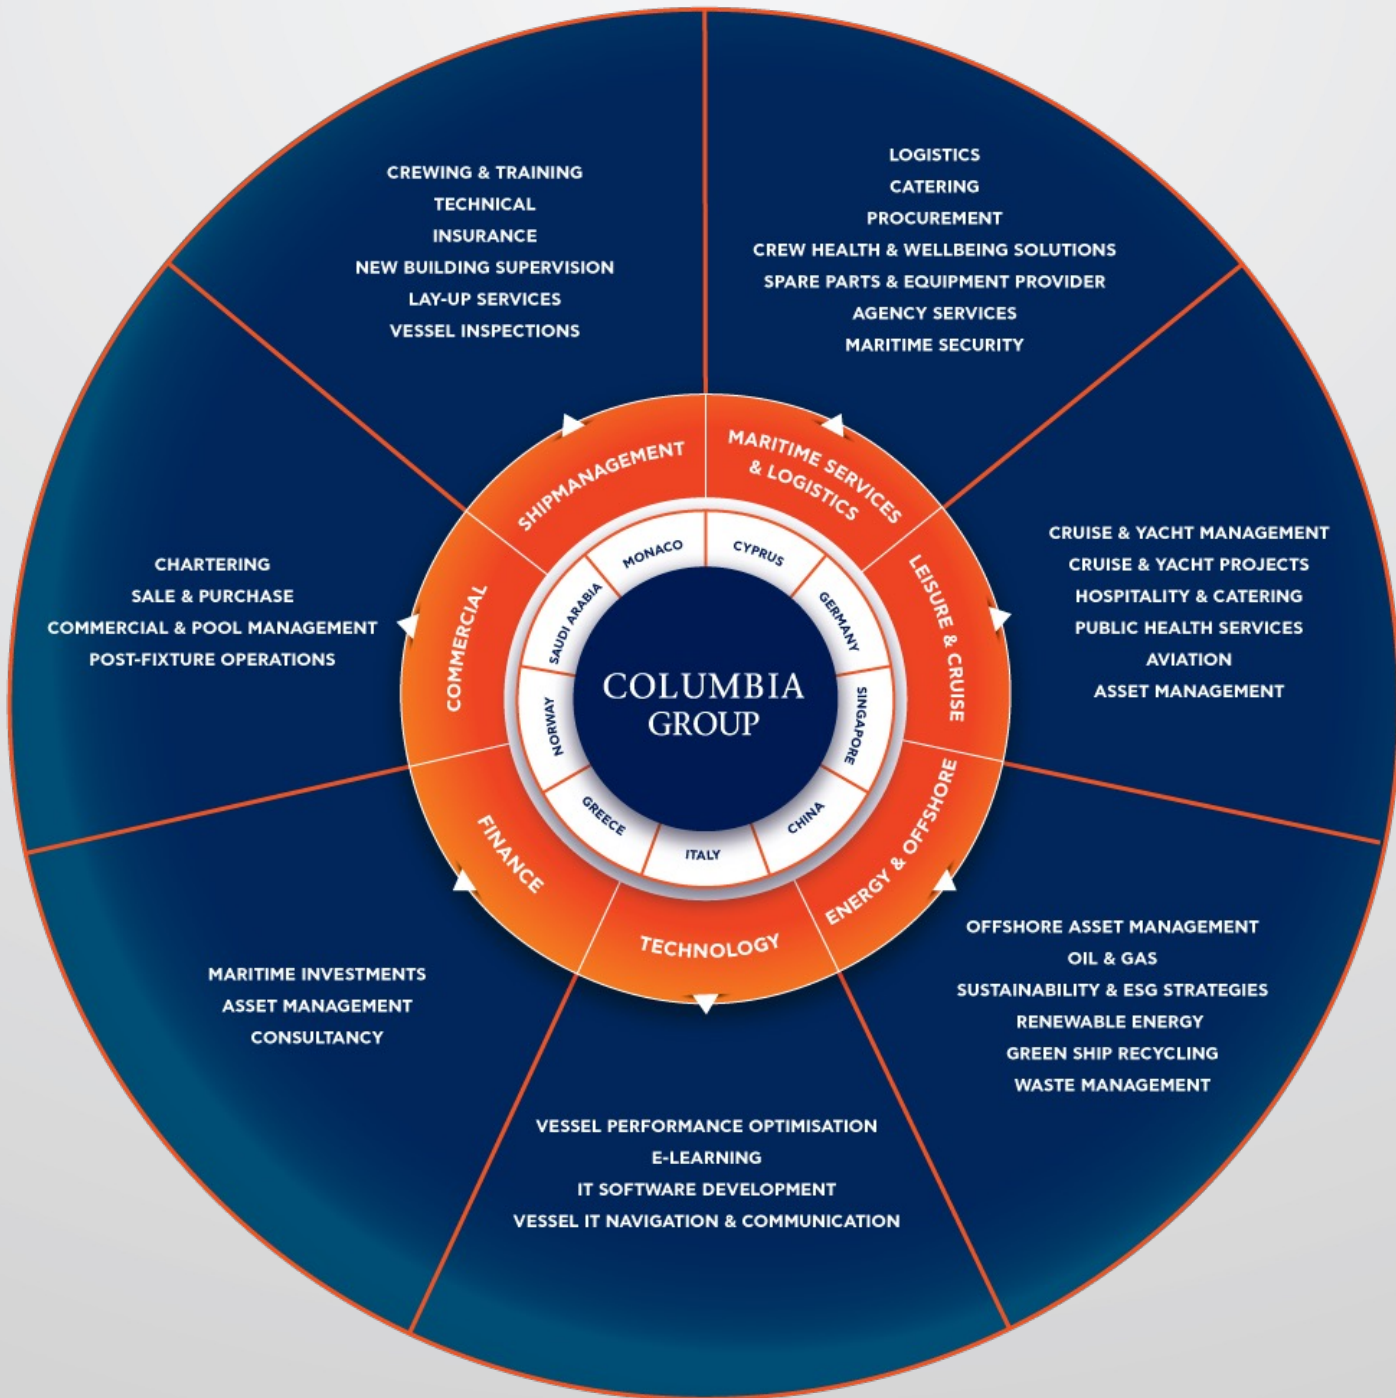 CREWING & TRAINING
TECHNICAL
INSURANCE
NEW BUILDING SUPERVISION
LAY-UP SERVICES
VESSEL INSPECTIONS
LOGISTICS
CATERING
PROCUREMENT
CREW HEALTH & WELLBEING SOLUTIONS
SPARE PARTS & EQUIPMENT PROVIDER
AGENCY SERVICES
MARITIME SECURITY
CRUISE & YACHT MANAGEMENT
CRUISE & YACHT PROJECTS
HOSPITALITY & CATERING
PUBLIC HEALTH SERVICES
AVIATION
ASSET MANAGEMENT
OFFSHORE ASSET MANAGEMENT
OIL & GAS
SUSTAINABILITY & ESG STRATEGIES
RENEWABLE ENERGY
GREEN SHIP RECYCLING
WASTE MANAGEMENT
VESSEL PERFORMANCE OPTIMISATION
E-LEARNING
IT SOFTWARE DEVELOPMENT
VESSEL IT NAVIGATION & COMMUNICATION
MARITIME INVESTMENTS
ASSET MANAGEMENT
CONSULTANCY
CHARTERING
SALE & PURCHASE
COMMERCIAL & POOL MANAGEMENT
POST-FIXTURE OPERATIONS
SHIPMANAGEMENT
MARITIME SERVICES
& LOGISTICS
LEISURE & CRUISE
ENERGY & OFFSHORE
TECHNOLOGY
FINANCE
COMMERCIAL
MONACO
CYPRUS
GERMANY
SINGAPORE
CHINA
ITALY
GREECE
NORWAY
SAUDI ARABIA
COLUMBIA
GROUP